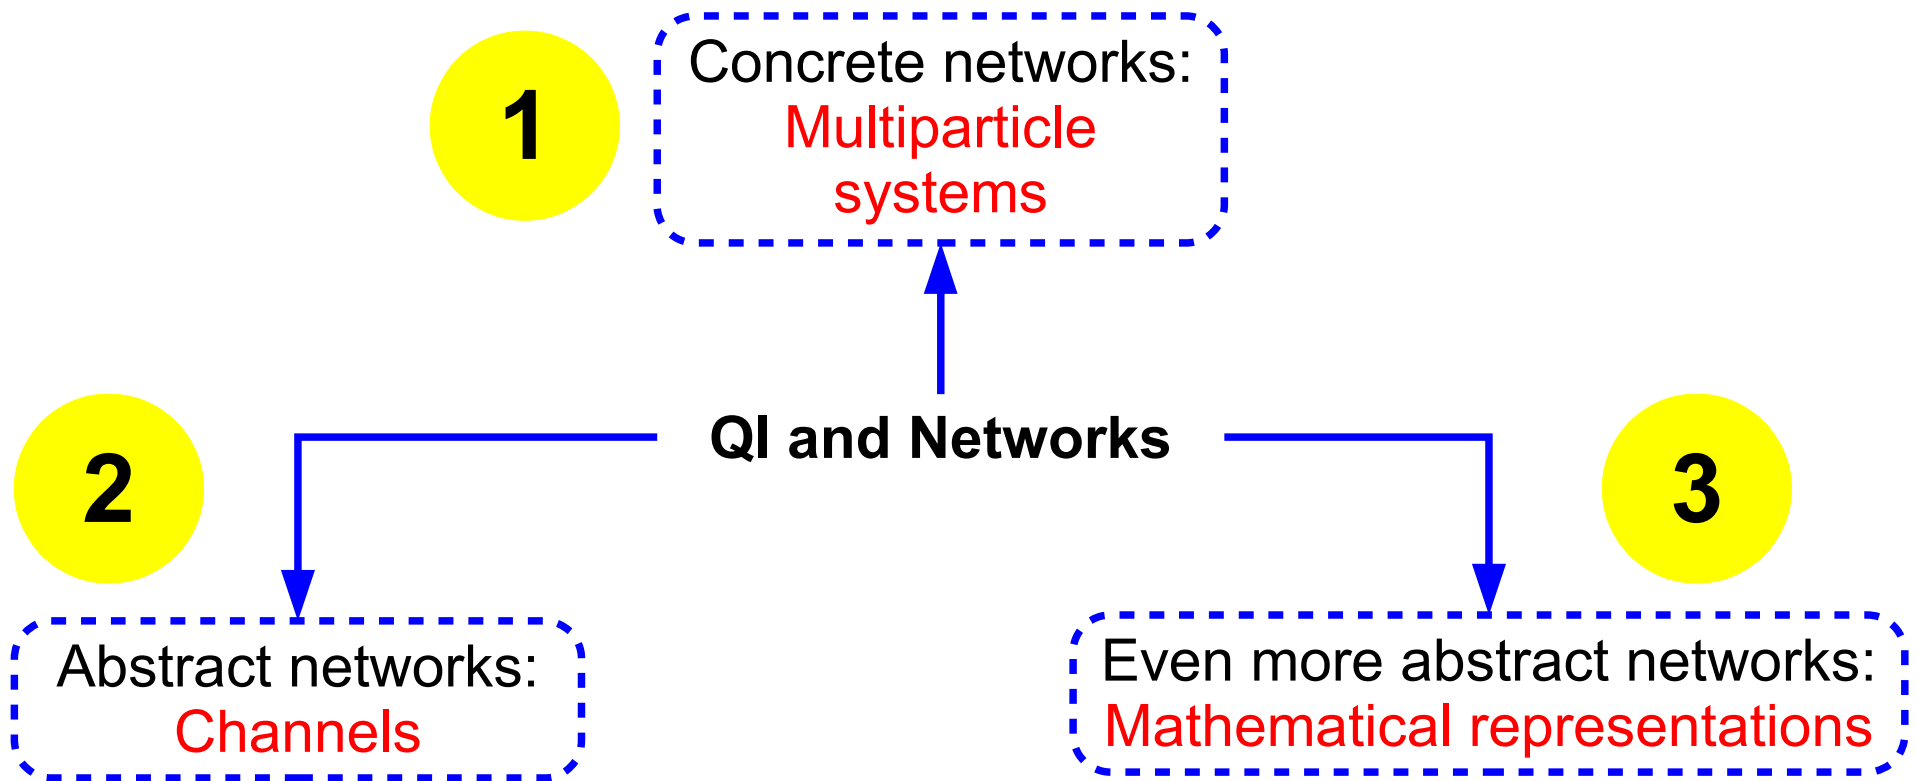 1
Concrete networks:
Multiparticle
systems
QI and Networks
2
Abstract networks:
Channels
3
Even more abstract networks:
Mathematical representations